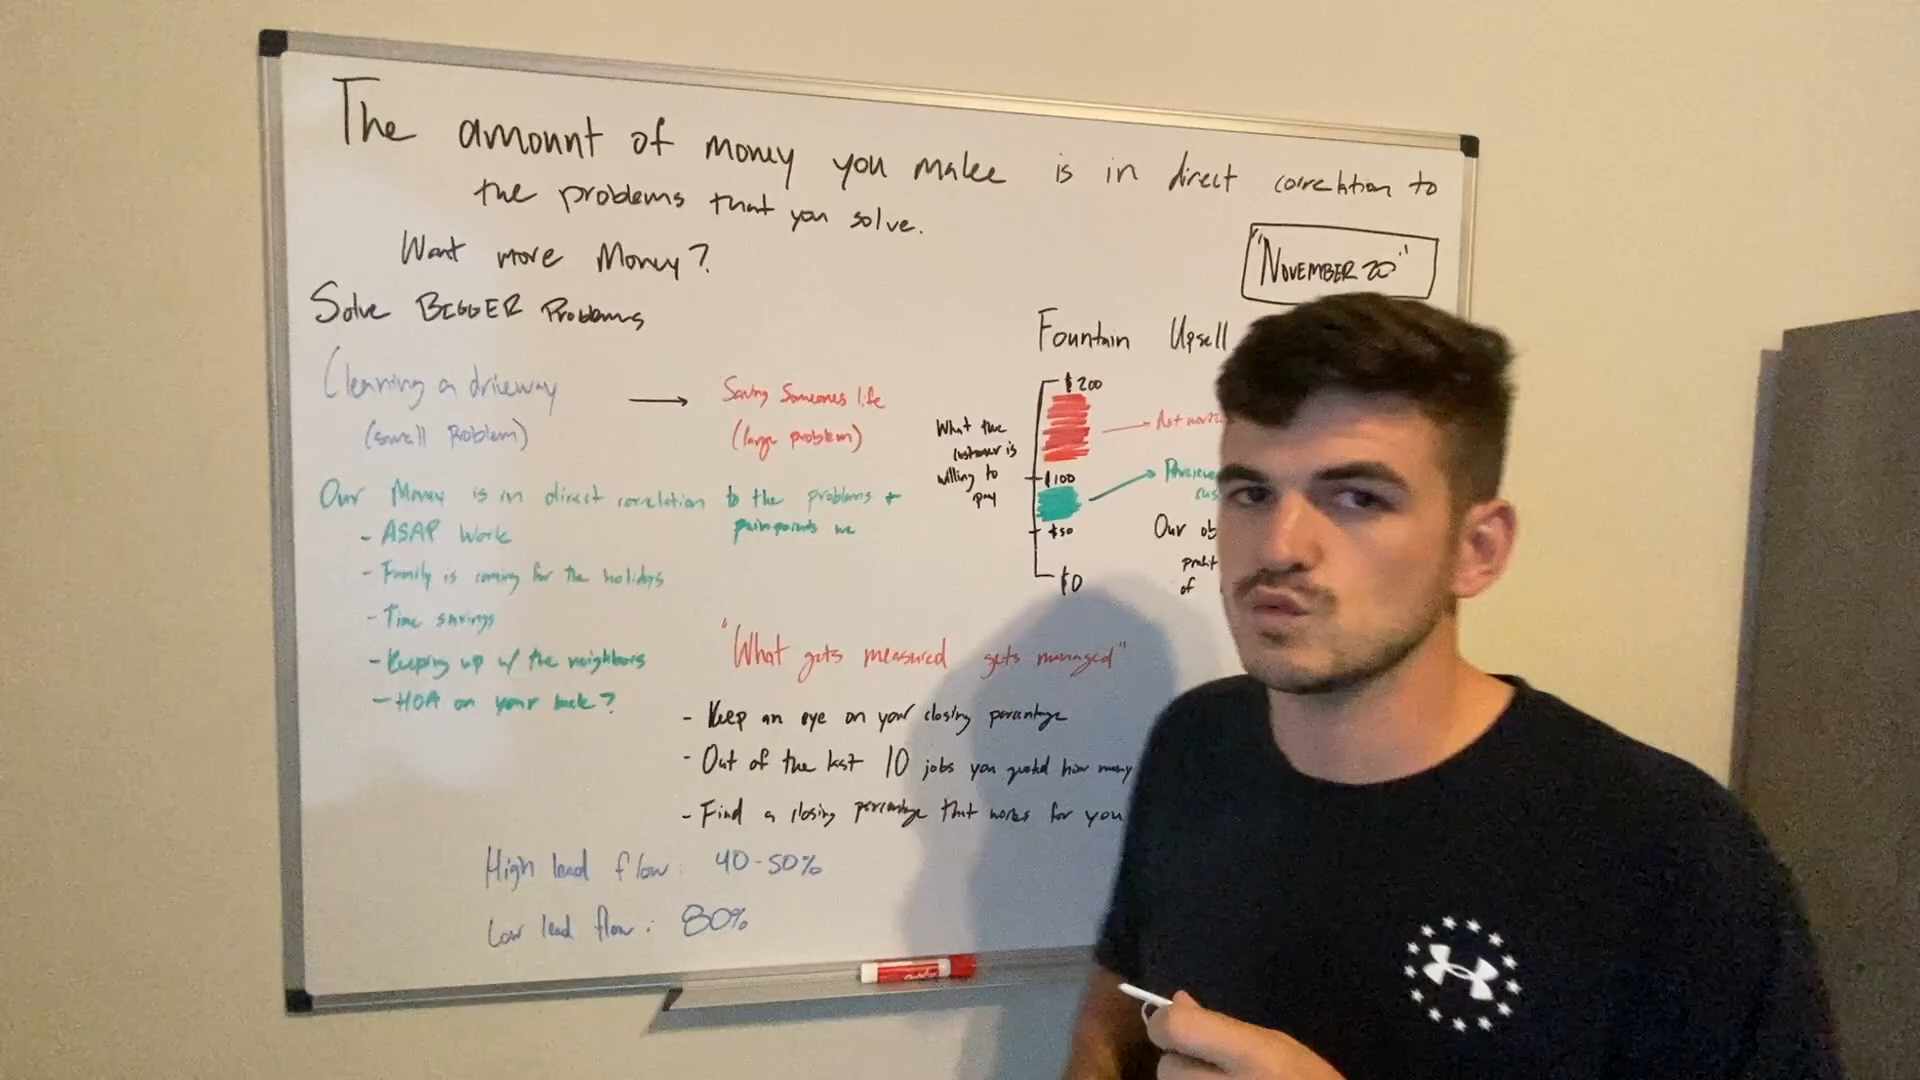 The amount of money you make is in direct correlation to
the problems that you solve.
Want more Money?
Solve BIGGER Problems
"NOVEMBER 20"
Cleaning a driveway
(small Problem)
Saving Someones life
(large problem)
Our Money is in direct correlation to the problems +
painpoints we
- ASAP Work
- Family is coming for the holidays
- Time savings
- Keeping up w/ the neighbors
- HOA on your back?
Fountain Upsell
What the
customer is
willing to
pay
$200
$100
$50
$0
Not
Our
profit
of
"What gets measured gets managed"
- Keep an eye on your closing percentage
- Out of the last 10 jobs you quoted how many
- Find a closing percentage that works for you
High lead flow: 40-50%
Low lead flow: 80%